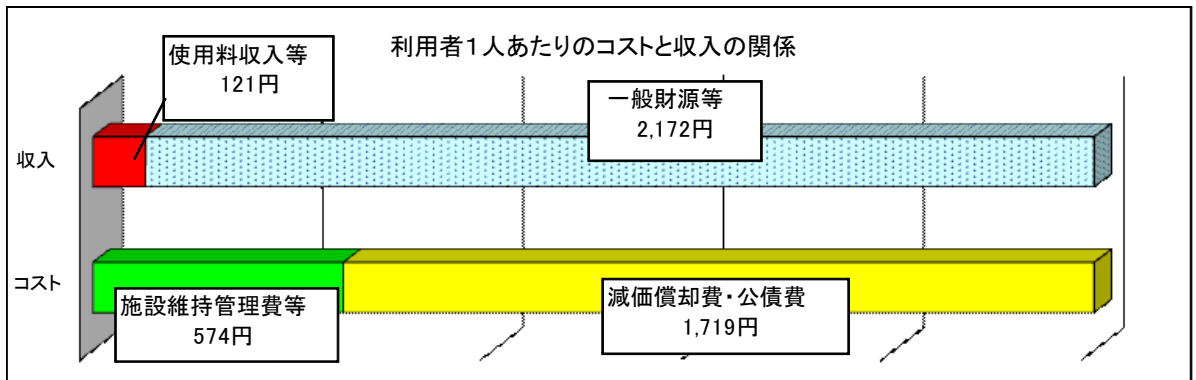 利用者１人あたりのコストと収入の関係
使用料収入等
121円
一般財源等
2,172円
収入
コスト
施設維持管理費等
574円
減価償却費・公債費
1,719円